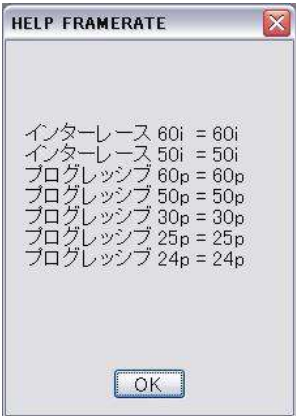 HELP FRAMERATE
インターレース 60i = 60i
インターレース 50i = 50i
プログレッシブ 60p = 60p
プログレッシブ 50p = 50p
プログレッシブ 30p = 30p
プログレッシブ 25p = 25p
プログレッシブ 24p = 24p
OK